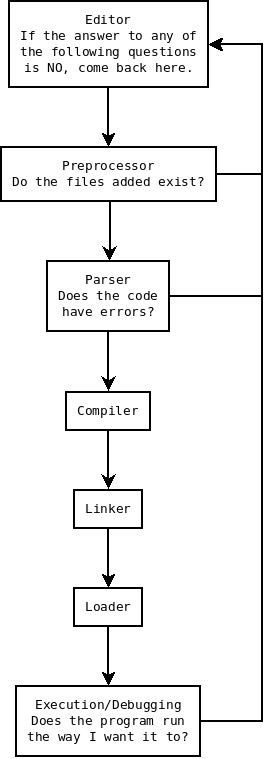 Editor
If the answer to any of
the following questions
is NO, come back here.
Preprocessor
Do the files added exist?
Parser
Does the code
have errors?
Compiler
Linker
Loader
Execution/Debugging
Does the program run
the way I want it to?